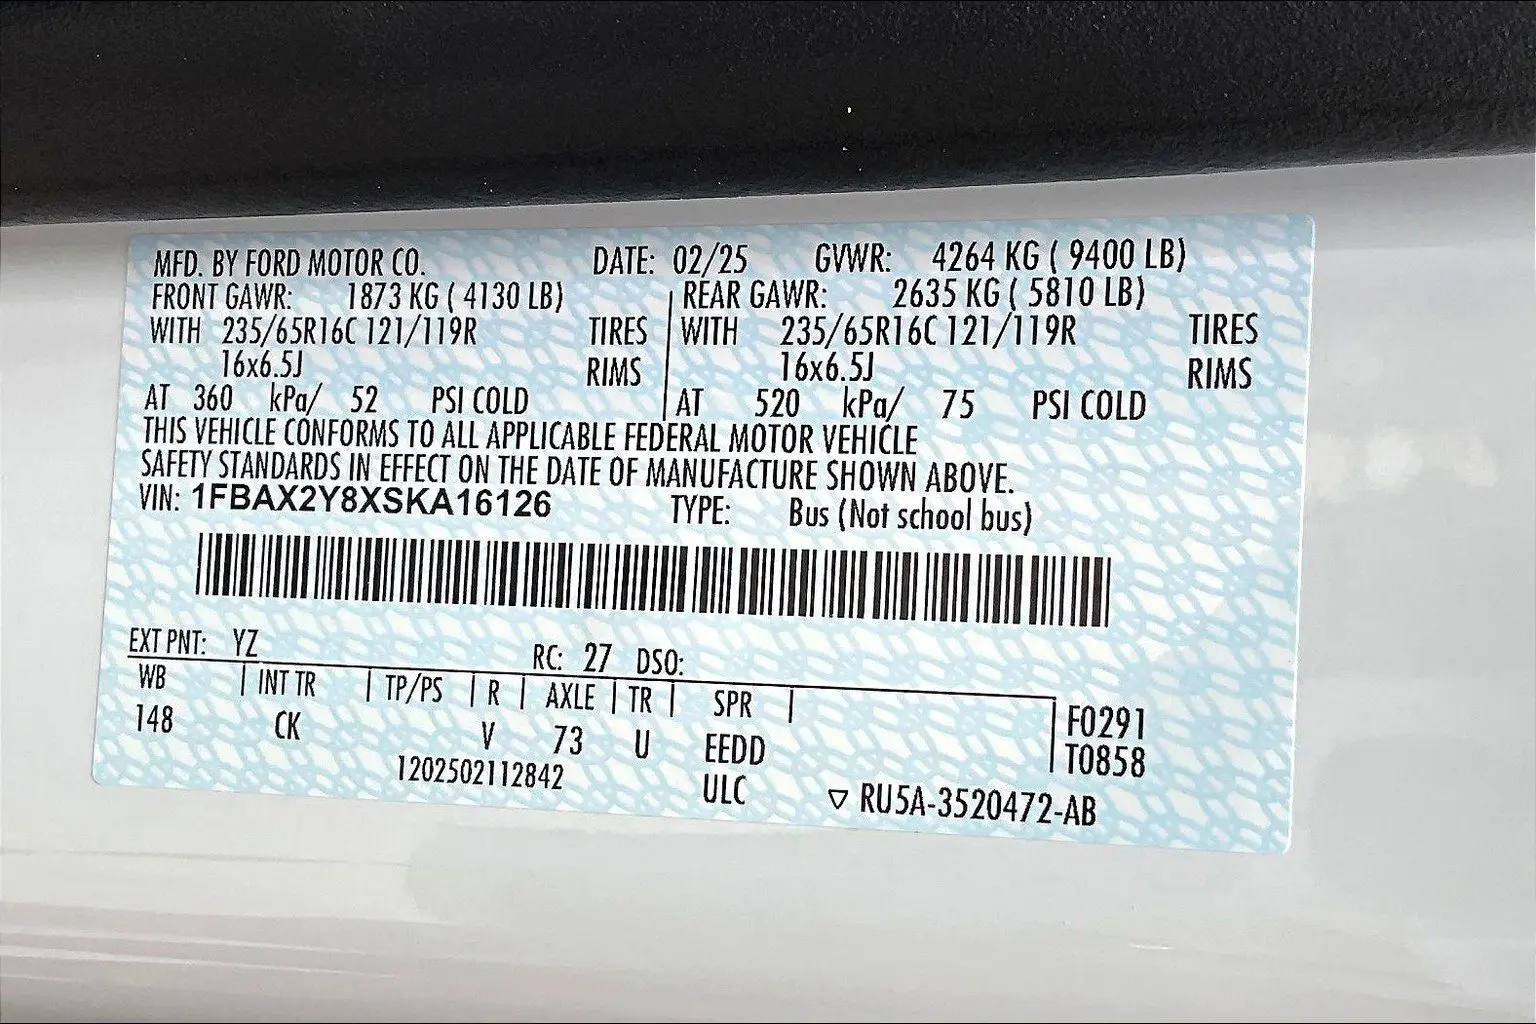 MFD. BY FORD MOTOR CO. DATE: 02/25 GVWR: 4264 KG ( 9400 LB)
FRONT GAWR: 1873 KG ( 4130 LB) REAR GAWR: 2635 KG ( 5810 LB)
WITH 235/65R16C 121/119R TIRES WITH 235/65R16C 121/119R TIRES
16x6.5J RIMS 16x6.5J RIMS
AT 360 kPa/ 52 PSI COLD AT 520 kPa/ 75 PSI COLD
THIS VEHICLE CONFORMS TO ALL APPLICABLE FEDERAL MOTOR VEHICLE
SAFETY STANDARDS IN EFFECT ON THE DATE OF MANUFACTURE SHOWN ABOVE.
VIN: 1FBAX2Y8XSKA16126 TYPE: Bus (Not school bus)
EXT PNT: YZ RC: 27 DSO:
WB INT TR TP/PS R AXLE TR SPR F0291
148 CK V 73 U EEDD T0858
1202502112842 ULC ▽ RU5A-3520472-AB